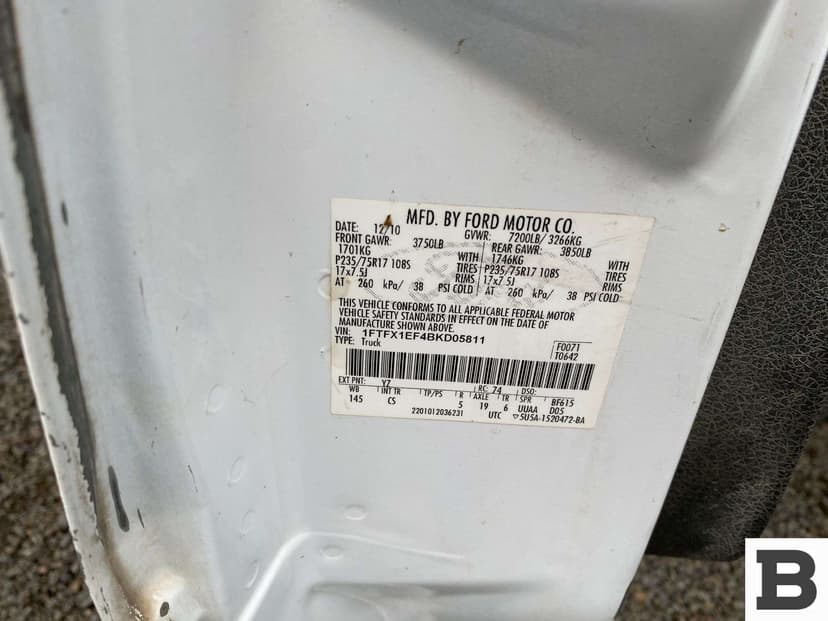 MFD. BY FORD MOTOR CO.
DATE: 12/10 GVWR: 7200LB/ 3266KG
FRONT GAWR: 3750LB REAR GAWR: 3850LB
1701KG WITH 1746KG WITH
P235/75R17 108S TIRES P235/75R17 108S TIRES
17x7.5J RIMS 17x7.5J RIMS
AT 260 kPa/ 38 PSI COLD AT 260 kPa/ 38 PSI COLD
THIS VEHICLE CONFORMS TO ALL APPLICABLE FEDERAL MOTOR
VEHICLE SAFETY STANDARDS IN EFFECT ON THE DATE OF
MANUFACTURE SHOWN ABOVE.
VIN: 1FTFX1EF4BKD05811
TYPE: Truck F0071
T0642
EXT PNT: YZ RC: 74 DSO:
WB INT TR TP/PS R AXLE TR SPR BF615
145 CS 5 19 6 UUAA D05
2201012036231 UTC ▽5U5A-1520472-BA
B